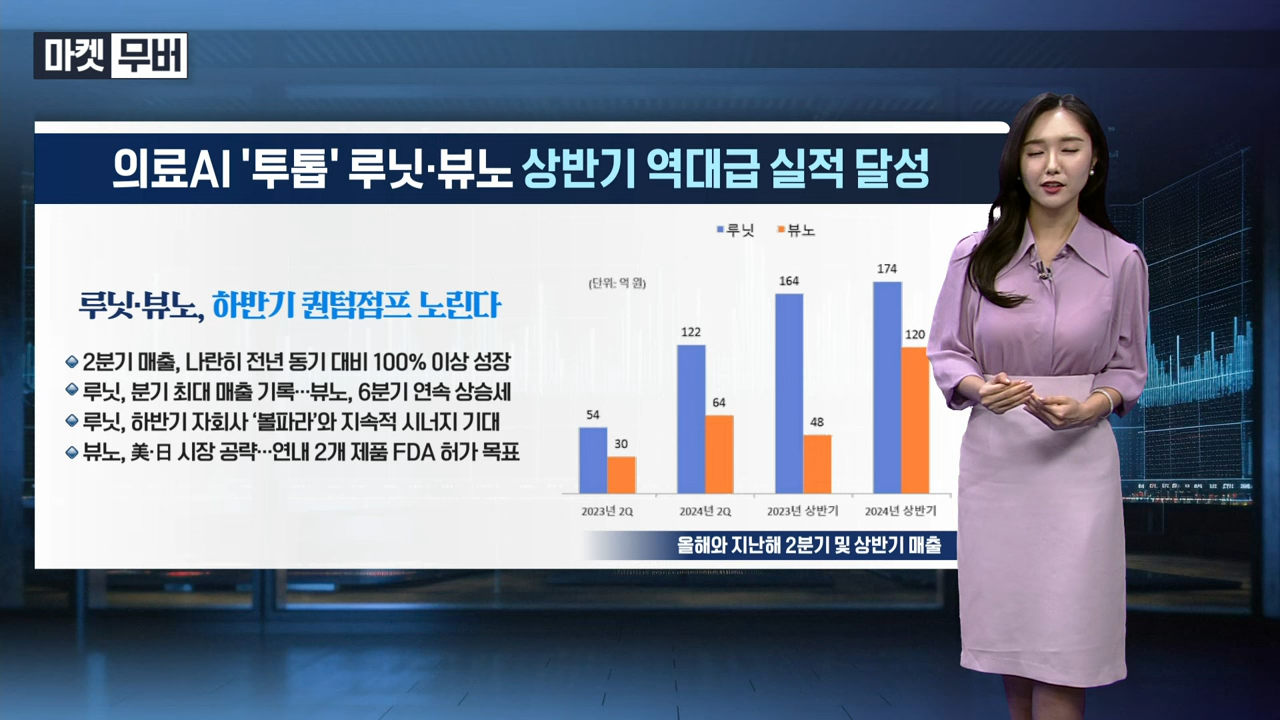 마켓무버
의료AI '투톱' 루닛·뷰노 상반기 역대급 실적 달성
루닛·뷰노, 하반기 퀀텀점프 노린다
2분기 매출, 나란히 전년 동기 대비 100% 이상 성장
루닛, 분기 최대 매출 기록…뷰노, 6분기 연속 상승세
루닛, 하반기 자회사 '볼파라'와 지속적 시너지 기대
뷰노, 美·日 시장 공략…연내 2개 제품 FDA 허가 목표
루닛 뷰노
(단위: 억 원)
54 30 122 64 164 48 174 120
2023년 2Q 2024년 2Q 2023년 상반기 2024년 상반기
올해와 지난해 2분기 및 상반기 매출